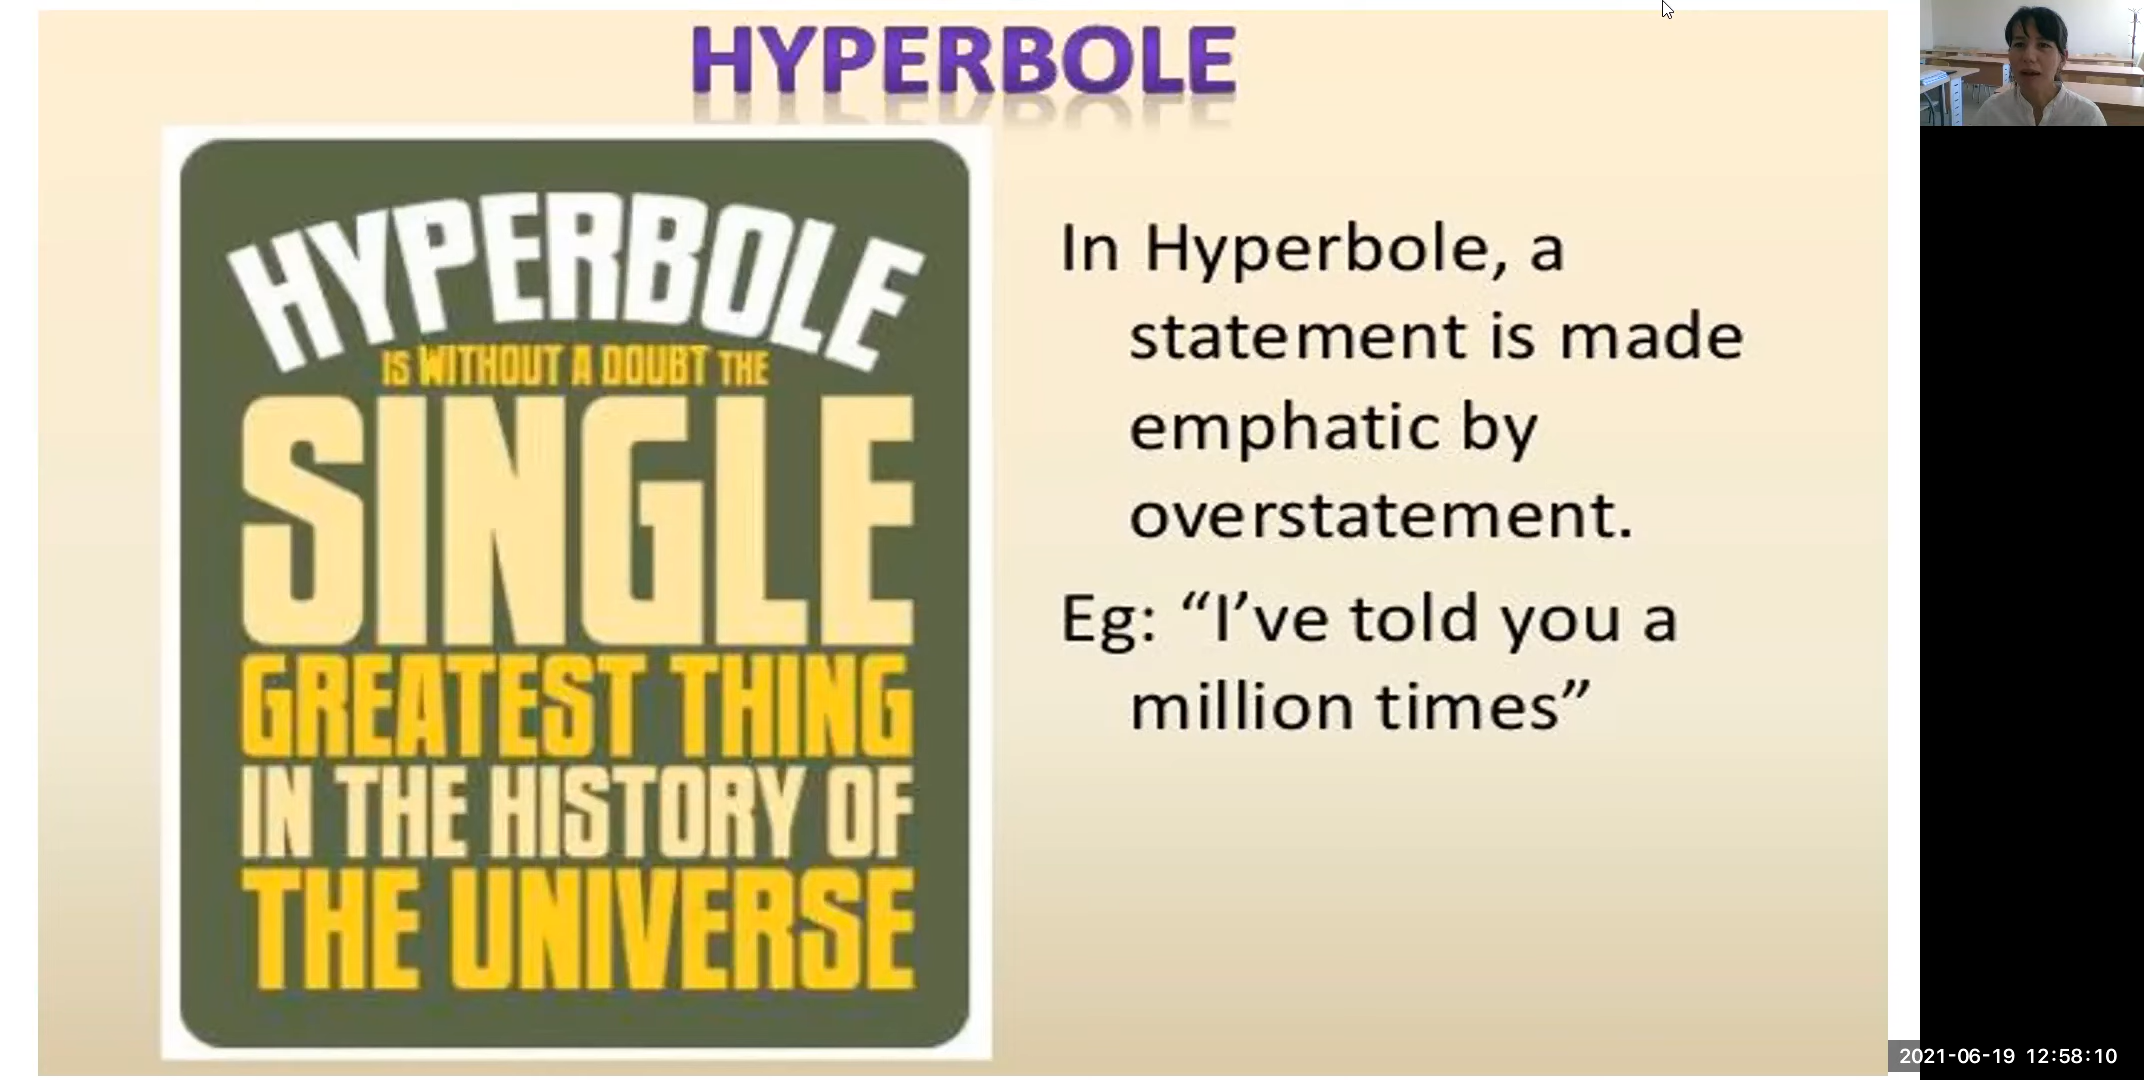 HYPERBOLE
HYPERBOLE
IS WITHOUT A DOUBT THE
SINGLE
GREATEST THING
IN THE HISTORY OF
THE UNIVERSE
In Hyperbole, a
statement is made
emphatic by
overstatement.
Eg: “I’ve told you a
million times”
2021-06-19 12:58:10